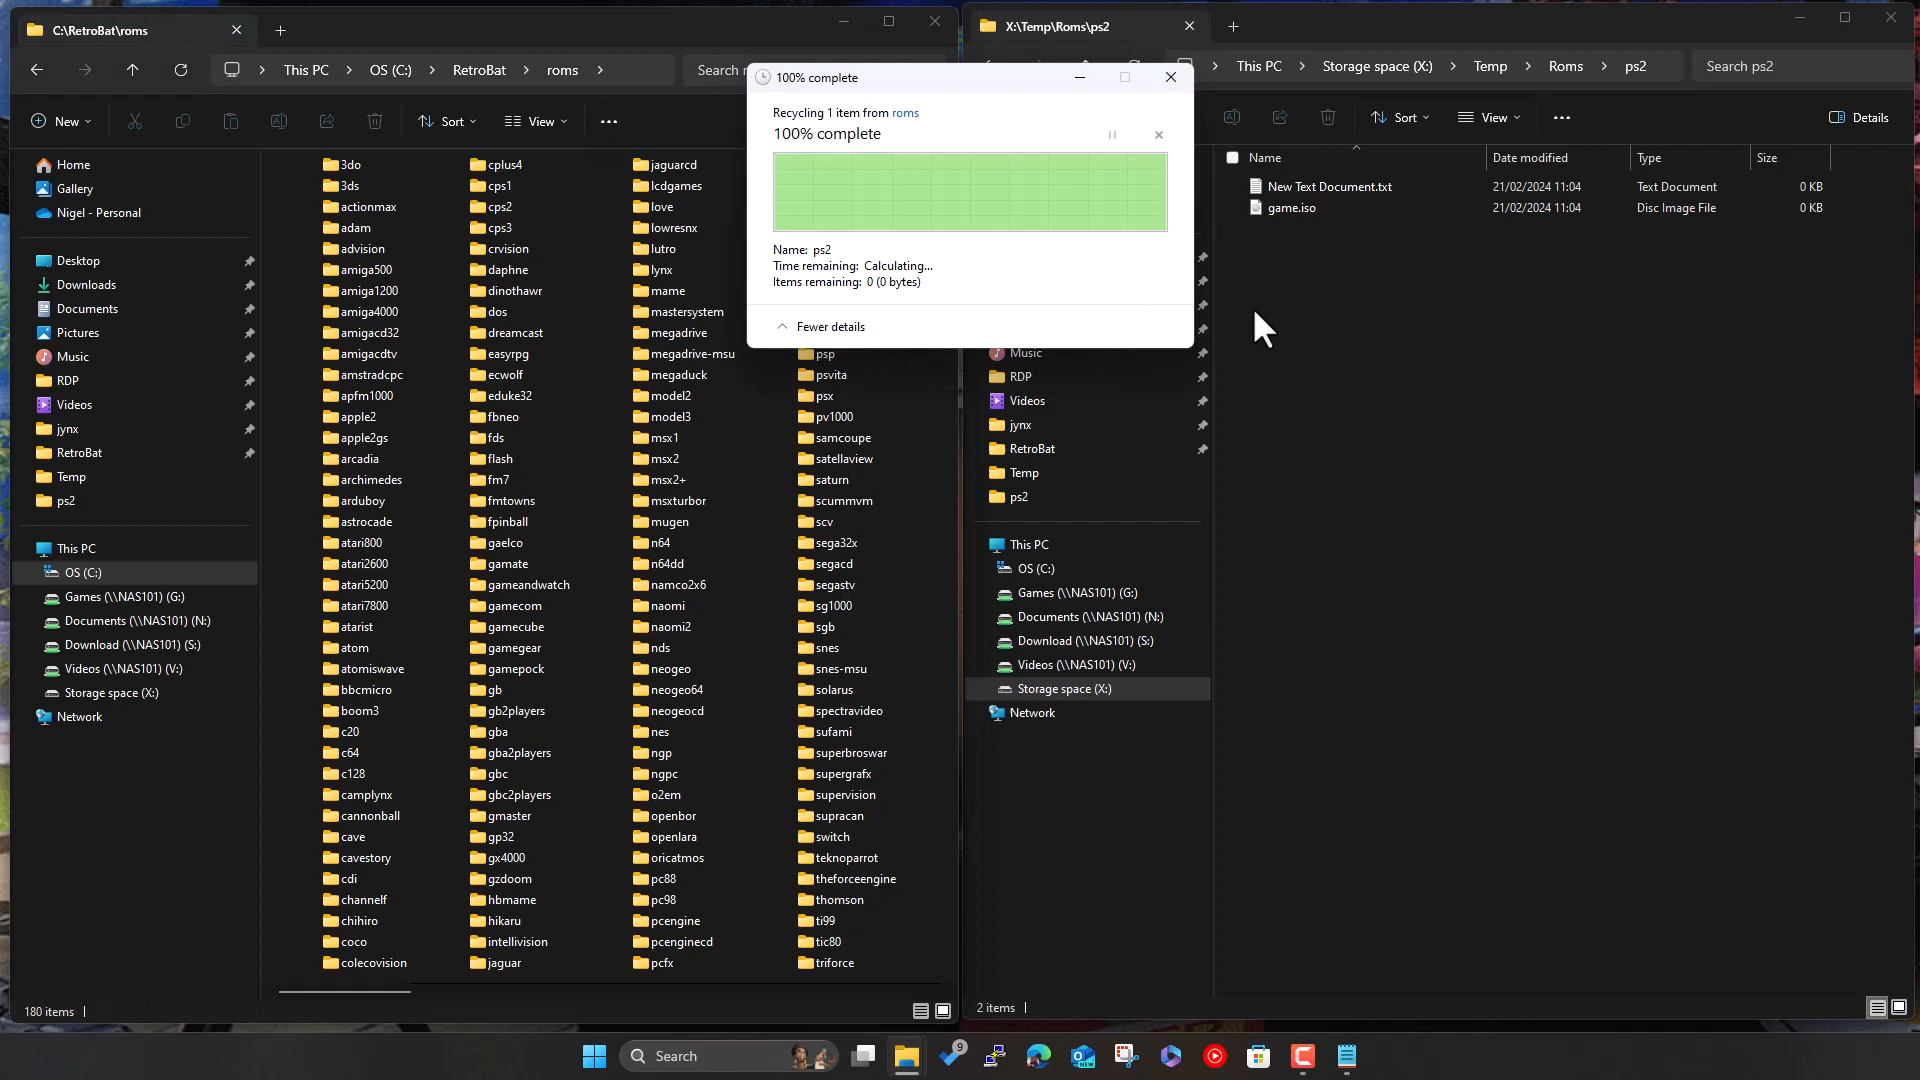 C:\RetroBat\roms
This PC
OS (C:)
RetroBat
roms
Search r
New
Sort
View
Home
Gallery
Nigel - Personal
Desktop
Downloads
Documents
Pictures
Music
RDP
Videos
jynx
RetroBat
Temp
ps2
This PC
OS (C:)
Games (\\NAS101) (G:)
Documents (\\NAS101) (N:)
Download (\\NAS101) (S:)
Videos (\\NAS101) (V:)
Storage space (X:)
Network
3do
3ds
actionmax
adam
advision
amiga500
amiga1200
amiga4000
amigacd32
amigacdtv
amstradcpc
apfm1000
apple2
apple2gs
arcadia
archimedes
arduboy
astrocade
atari800
atari2600
atari5200
atari7800
atarist
atom
atomiswave
bbcmicro
boom3
c20
c64
c128
camplynx
cannonball
cave
cavestory
cdi
channelf
chihiro
coco
colecovision
cplus4
cps1
cps2
cps3
crvision
daphne
dinothawr
dos
dreamcast
easyrpg
ecwolf
eduke32
fbneo
fds
flash
fm7
fmtowns
fpinball
gaelco
gamate
gameandwatch
gamecom
gamecube
gamegear
gamepock
gb
gb2players
gba
gba2players
gbc
gbc2players
gmaster
gp32
gx4000
gzdoom
hbmame
hikaru
intellivision
jaguar
jaguarcd
lcdgames
love
lowresnx
lutro
lynx
mame
mastersystem
megadrive
megadrive-msu
megaduck
model2
model3
msx1
msx2
msx2+
msxturbor
mugen
n64
n64dd
namco2x6
naomi
naomi2
nds
neogeo
neogeo64
neogeocd
nes
ngp
ngpc
o2em
openbor
openlara
oricatmos
pc88
pc98
pcengine
pcenginecd
pcfx
psp
psvita
psx
pv1000
samcoupe
satellaview
saturn
scummvm
scv
sega32x
segacd
segastv
sg1000
sgb
snes
snes-msu
solarus
spectravideo
sufami
superbroswar
supergrafx
supervision
supracan
switch
teknoparrot
theforceengine
thomson
ti99
tic80
triforce
180 items
100% complete
Recycling 1 item from roms
100% complete
Name: ps2
Time remaining: Calculating...
Items remaining: 0 (0 bytes)
Fewer details
X:\Temp\Roms\ps2
This PC
Storage space (X:)
Temp
Roms
ps2
Search ps2
Sort
View
Details
Name
Date modified
Type
Size
New Text Document.txt
21/02/2024 11:04
Text Document
0 KB
game.iso
21/02/2024 11:04
Disc Image File
0 KB
Music
RDP
Videos
jynx
RetroBat
Temp
ps2
This PC
OS (C:)
Games (\\NAS101) (G:)
Documents (\\NAS101) (N:)
Download (\\NAS101) (S:)
Videos (\\NAS101) (V:)
Storage space (X:)
Network
2 items
Search
9
NEW